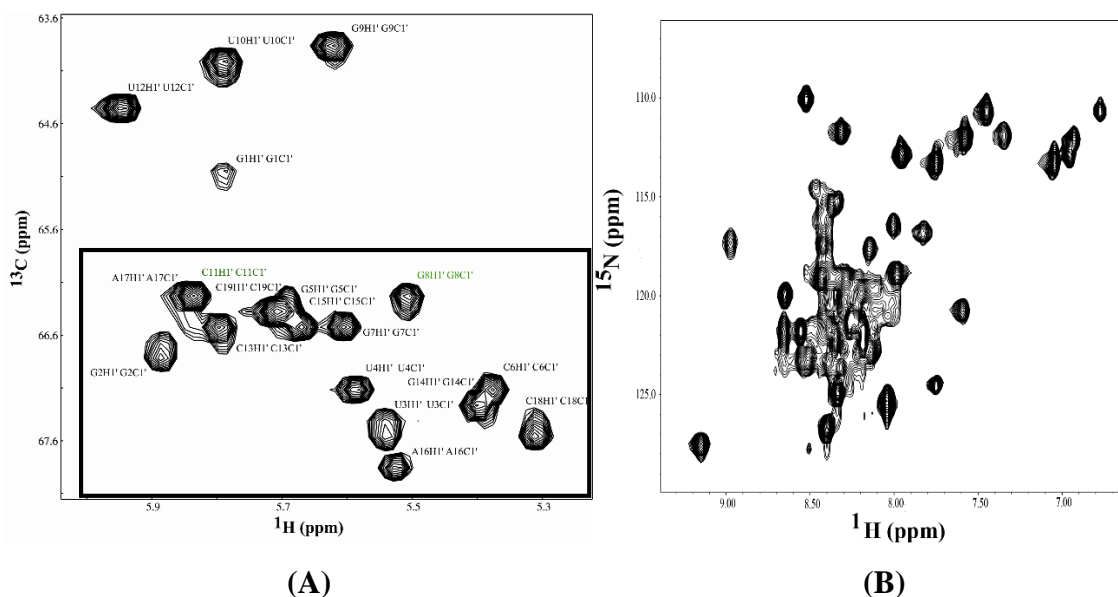 63.6
64.6
65.6
66.6
67.6
13C (ppm)
U10H1' U10C1'
G9H1' G9C1'
U12H1' U12C1'
G1H1' G1C1'
A17H1' A17C1'
C11H1' C11C1'
C19H1' C19C1'
G5H1' G5C1'
C15H1' C15C1'
G8H1' G8C1'
G7H1' G7C1'
C13H1' C13C1'
G2H1' G2C1'
U4H1' U4C1'
G14H1' G14C1'
C6H1' C6C1'
U3H1' U3C1'
C18H1' C18C1'
A16H1' A16C1'
5.9
5.7
5.5
5.3
1H (ppm)
(A)
110.0
115.0
120.0
125.0
15N (ppm)
9.00
8.50
8.00
7.50
7.00
1H (ppm)
(B)